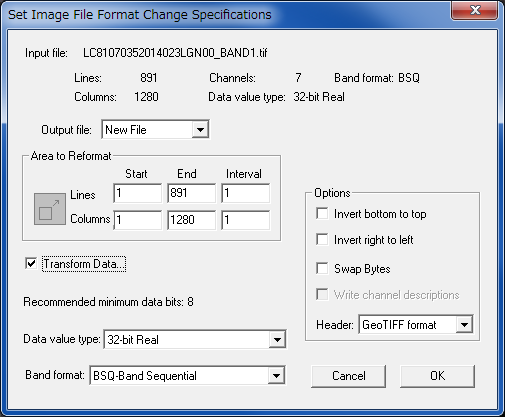 Set Image File Format Change Specifications
Input file: LC81070352014023LGN00_BAND1.tif
Lines: 891 Channels: 7 Band format: BSQ
Columns: 1280 Data value type: 32-bit Real
Output file: New File
Area to Reformat
Start End Interval
Lines 1 891 1
Columns 1 1280 1
Options
Invert bottom to top
Invert right to left
Transform Data...
Swap Bytes
Write channel descriptions
Recommended minimum data bits: 8
Header: GeoTIFF format
Data value type: 32-bit Real
Band format: BSQ-Band Sequential
Cancel OK